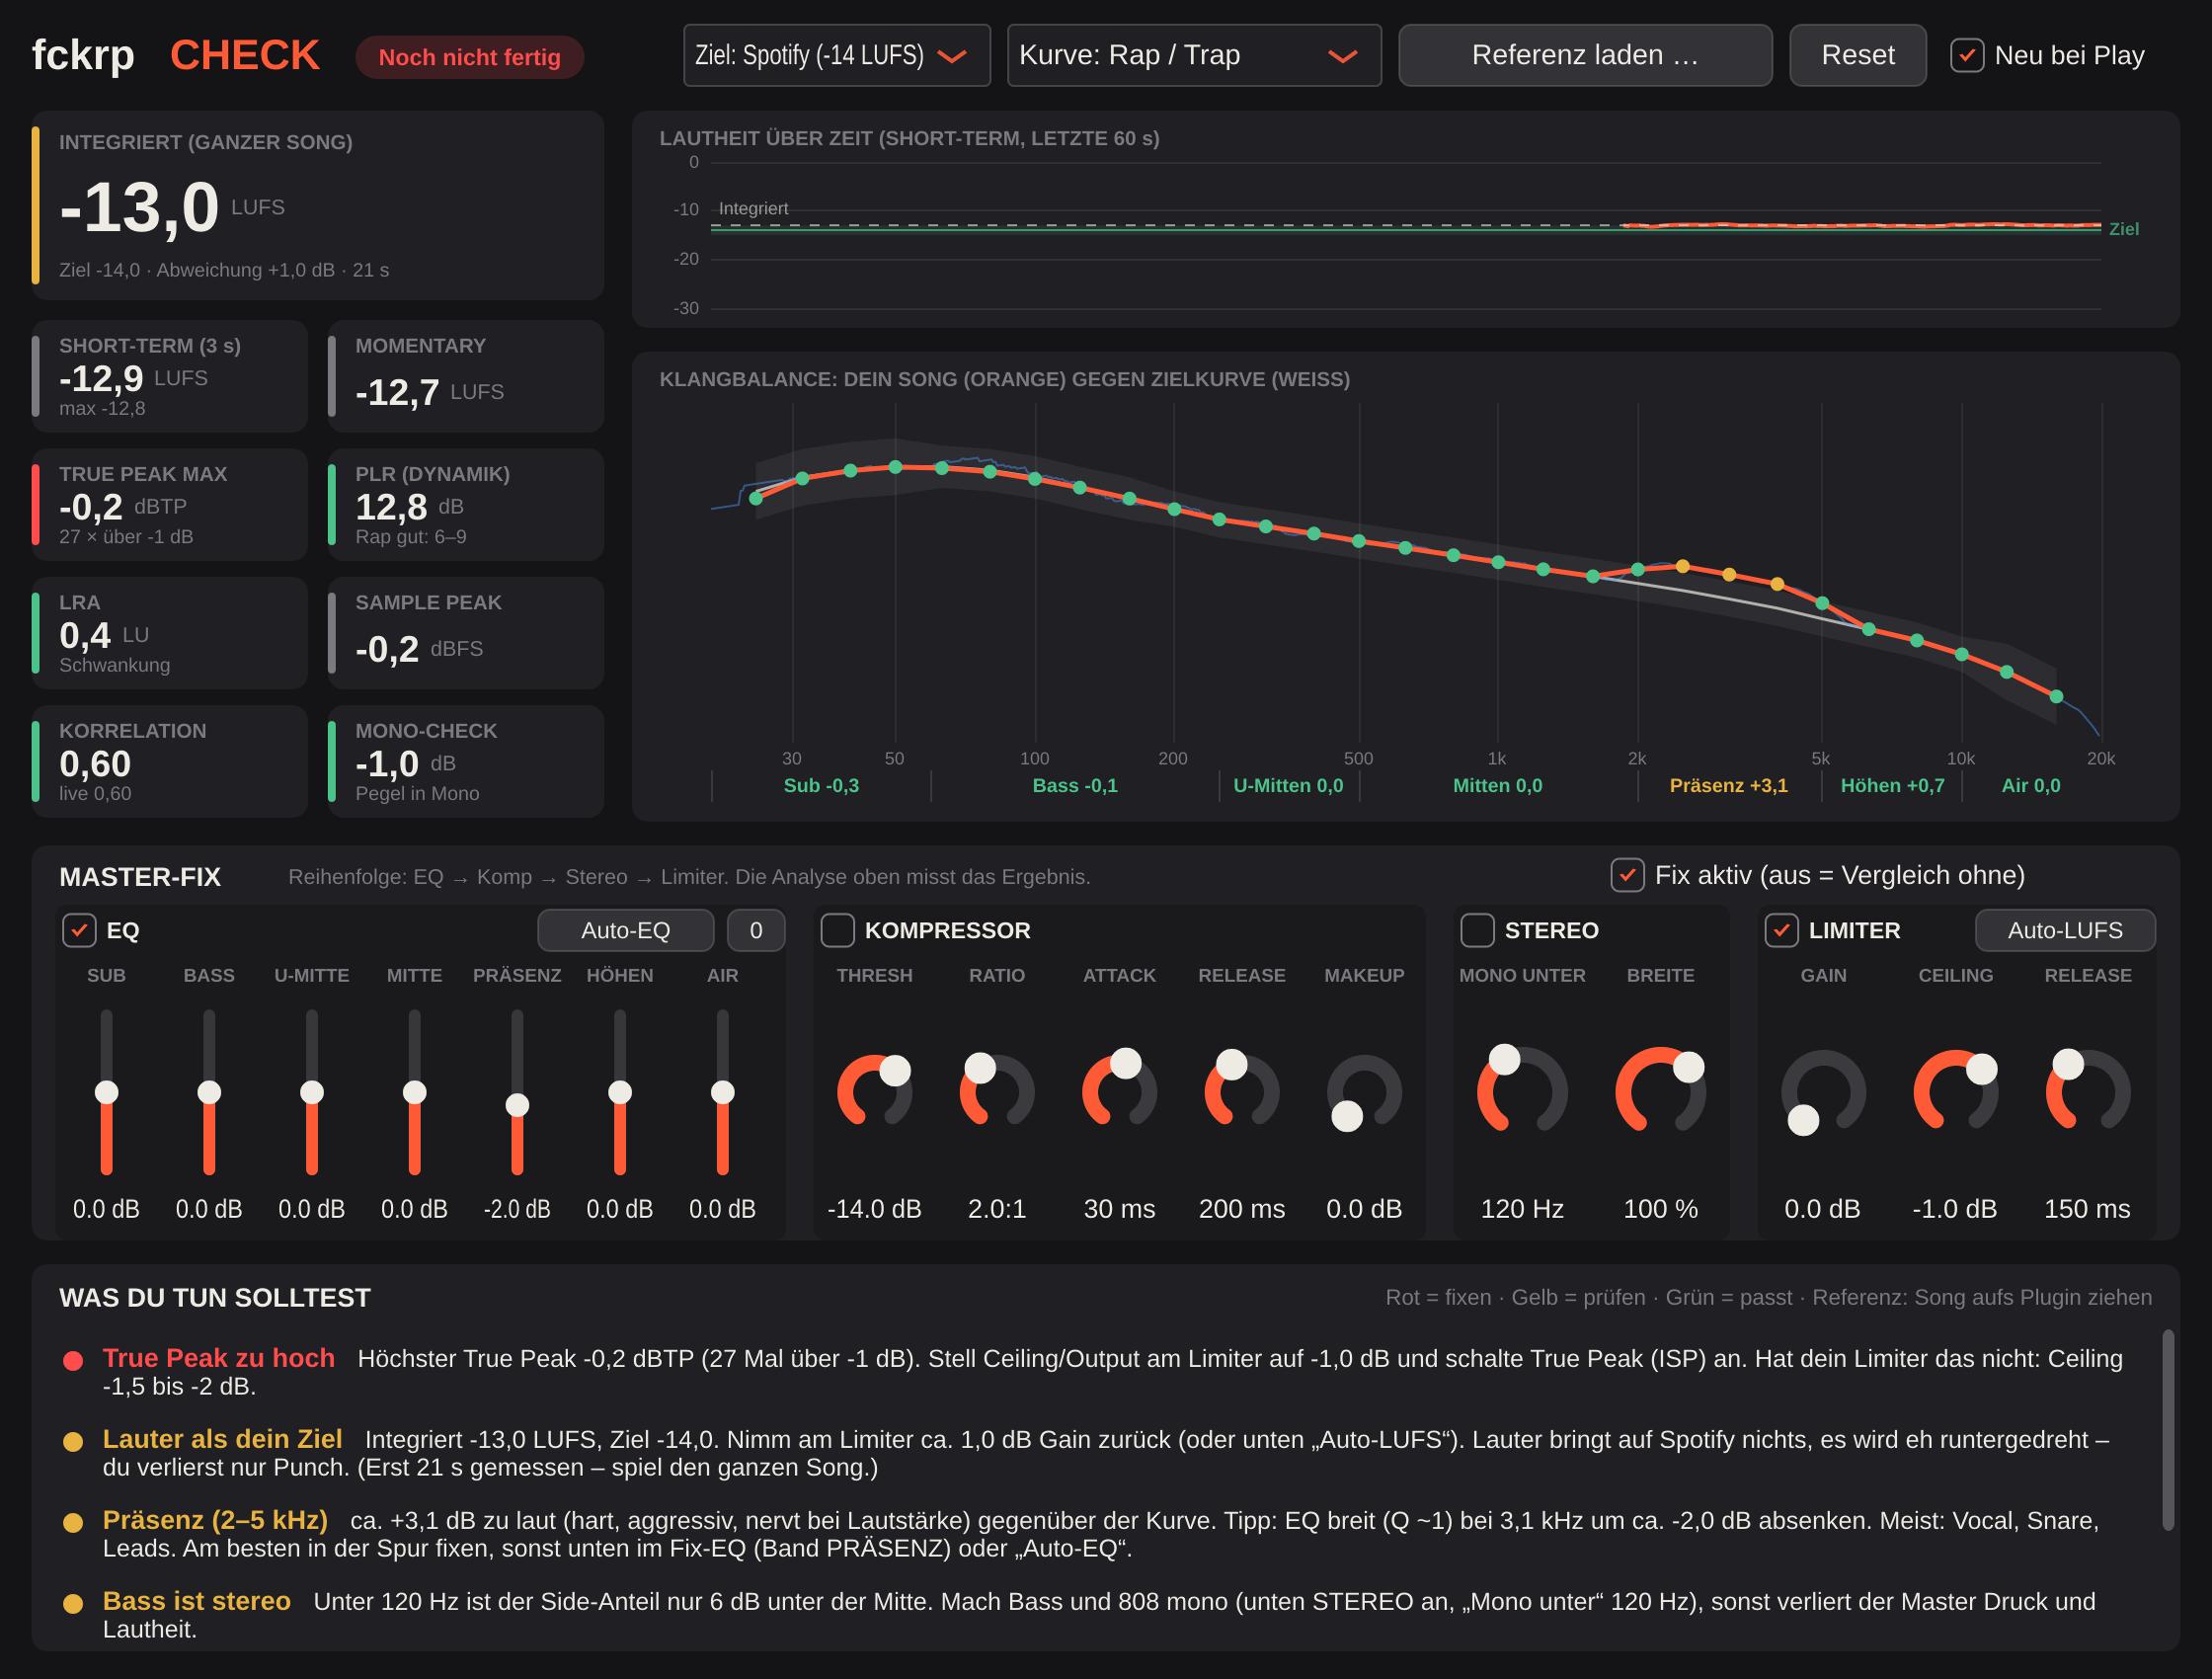 fckrp CHECK Noch nicht fertig Ziel: Spotify (-14 LUFS) Kurve: Rap / Trap Referenz laden … Reset Neu bei Play
INTEGRIERT (GANZER SONG)
-13,0 LUFS
Ziel -14,0 · Abweichung +1,0 dB · 21 s
SHORT-TERM (3 s)
-12,9 LUFS
max -12,8
MOMENTARY
-12,7 LUFS
TRUE PEAK MAX
-0,2 dBTP
27 × über -1 dB
PLR (DYNAMIK)
12,8 dB
Rap gut: 6–9
LRA
0,4 LU
Schwankung
SAMPLE PEAK
-0,2 dBFS
KORRELATION
0,60
live 0,60
MONO-CHECK
-1,0 dB
Pegel in Mono
LAUTHEIT ÜBER ZEIT (SHORT-TERM, LETZTE 60 s)
0
-10 Integriert
Ziel
-20
-30
KLANGBALANCE: DEIN SONG (ORANGE) GEGEN ZIELKURVE (WEISS)
30 50 100 200 500 1k 2k 5k 10k 20k
Sub -0,3 Bass -0,1 U-Mitten 0,0 Mitten 0,0 Präsenz +3,1 Höhen +0,7 Air 0,0
MASTER-FIX Reihenfolge: EQ → Komp → Stereo → Limiter. Die Analyse oben misst das Ergebnis. Fix aktiv (aus = Vergleich ohne)
EQ Auto-EQ 0
SUB BASS U-MITTE MITTE PRÄSENZ HÖHEN AIR
0.0 dB 0.0 dB 0.0 dB 0.0 dB -2.0 dB 0.0 dB 0.0 dB
KOMPRESSOR
THRESH RATIO ATTACK RELEASE MAKEUP
-14.0 dB 2.0:1 30 ms 200 ms 0.0 dB
STEREO
MONO UNTER BREITE
120 Hz 100 %
LIMITER Auto-LUFS
GAIN CEILING RELEASE
0.0 dB -1.0 dB 150 ms
WAS DU TUN SOLLTEST Rot = fixen · Gelb = prüfen · Grün = passt · Referenz: Song aufs Plugin ziehen
True Peak zu hoch Höchster True Peak -0,2 dBTP (27 Mal über -1 dB). Stell Ceiling/Output am Limiter auf -1,0 dB und schalte True Peak (ISP) an. Hat dein Limiter das nicht: Ceiling
-1,5 bis -2 dB.
Lauter als dein Ziel Integriert -13,0 LUFS, Ziel -14,0. Nimm am Limiter ca. 1,0 dB Gain zurück (oder unten „Auto-LUFS“). Lauter bringt auf Spotify nichts, es wird eh runtergedreht –
du verlierst nur Punch. (Erst 21 s gemessen – spiel den ganzen Song.)
Präsenz (2–5 kHz) ca. +3,1 dB zu laut (hart, aggressiv, nervt bei Lautstärke) gegenüber der Kurve. Tipp: EQ breit (Q ~1) bei 3,1 kHz um ca. -2,0 dB absenken. Meist: Vocal, Snare,
Leads. Am besten in der Spur fixen, sonst unten im Fix-EQ (Band PRÄSENZ) oder „Auto-EQ“.
Bass ist stereo Unter 120 Hz ist der Side-Anteil nur 6 dB unter der Mitte. Mach Bass und 808 mono (unten STEREO an, „Mono unter“ 120 Hz), sonst verliert der Master Druck und
Lautheit.